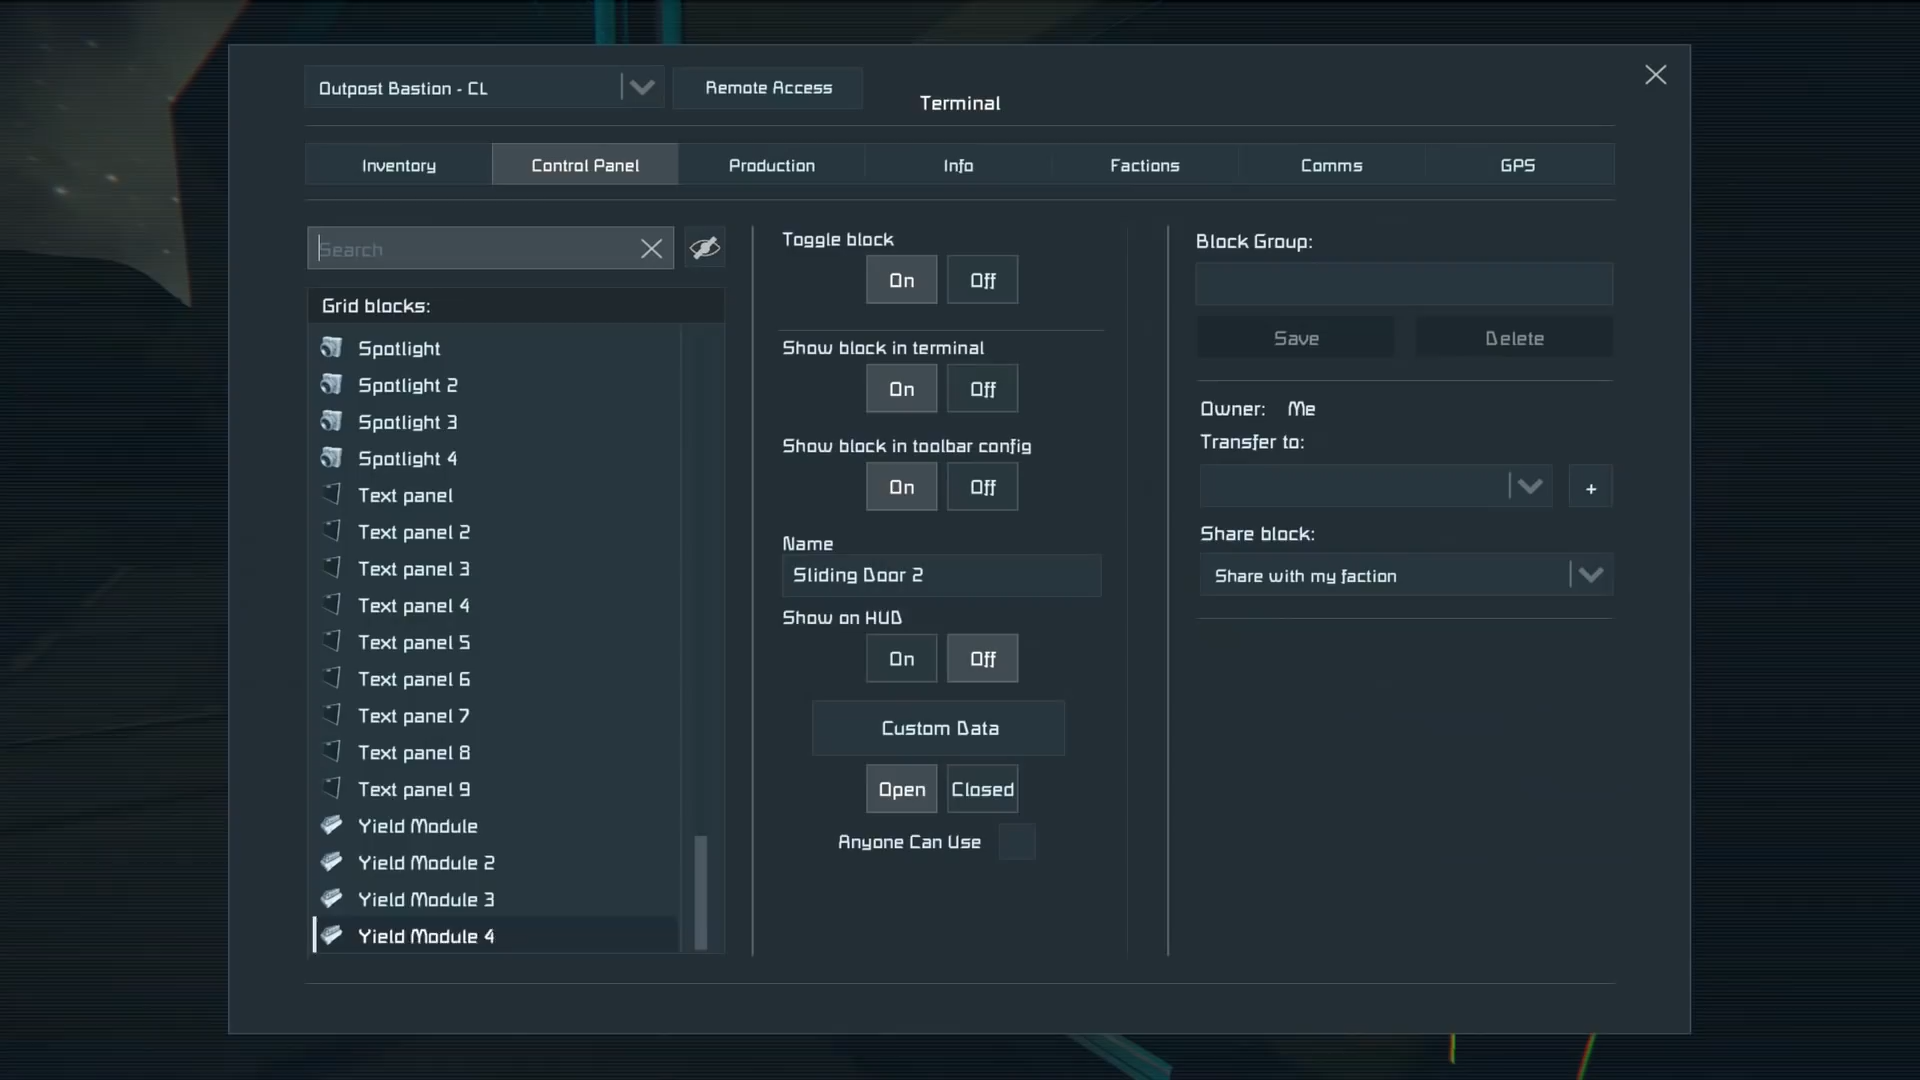 Outpost Bastion - CL
Remote Access
Terminal
Inventory
Control Panel
Production
Info
Factions
Comms
GPS
Search
Grid blocks:
Spotlight
Spotlight 2
Spotlight 3
Spotlight 4
Text panel
Text panel 2
Text panel 3
Text panel 4
Text panel 5
Text panel 6
Text panel 7
Text panel 8
Text panel 9
Yield Module
Yield Module 2
Yield Module 3
Yield Module 4
Toggle block
On Off
Show block in terminal
On Off
Show block in toolbar config
On Off
Name
Sliding Door 2
Show on HUD
On Off
Custom Data
Open Closed
Anyone Can Use
Block Group:
Save Delete
Owner: Me
Transfer to:
+
Share block:
Share with my faction